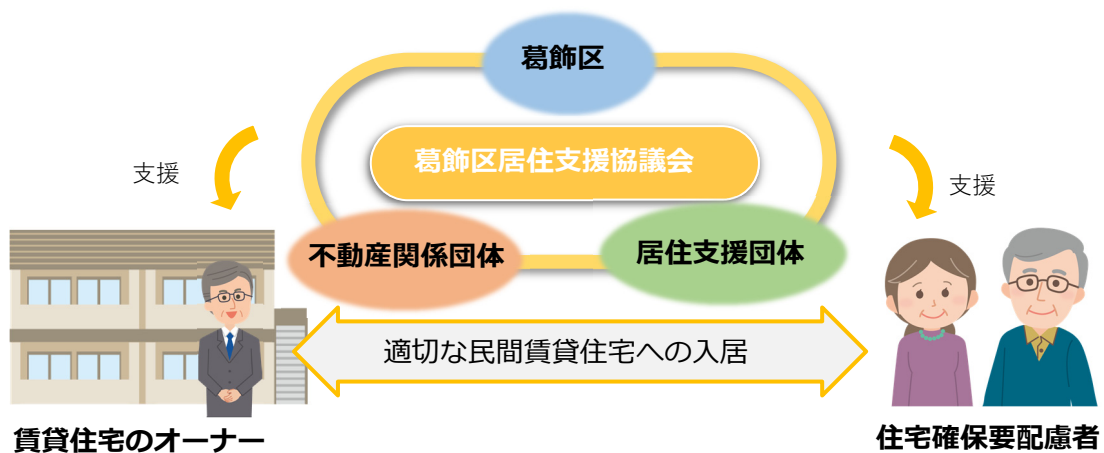 葛飾区
葛飾区居住支援協議会
支援
支援
不動産関係団体
居住支援団体
適切な民間賃貸住宅への入居
賃貸住宅のオーナー
住宅確保要配慮者